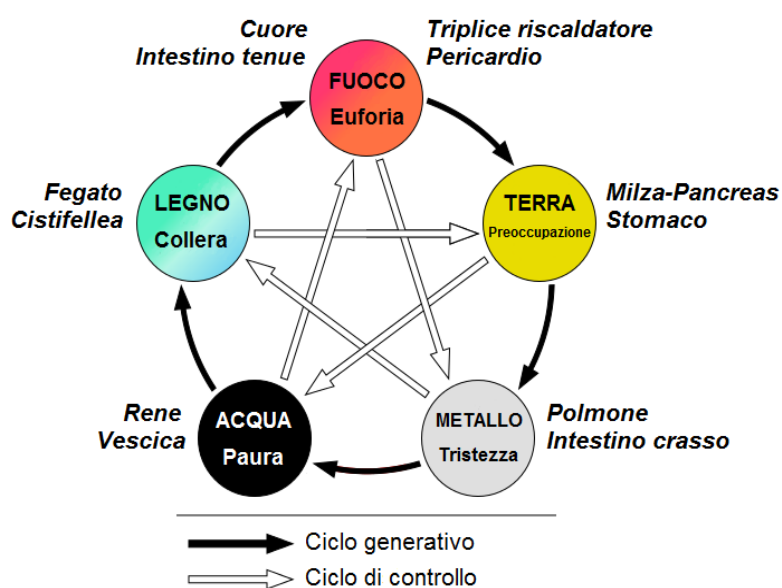 Cuore
Intestino tenue
Triplice riscaldatore
Pericardio
FUOCO
Euforia
Fegato
Cistifellea
LEGNO
Collera
TERRA
Preoccupazione
Milza-Pancreas
Stomaco
Rene
Vescica
ACQUA
Paura
METALLO
Tristezza
Polmone
Intestino crasso
Ciclo generativo
Ciclo di controllo